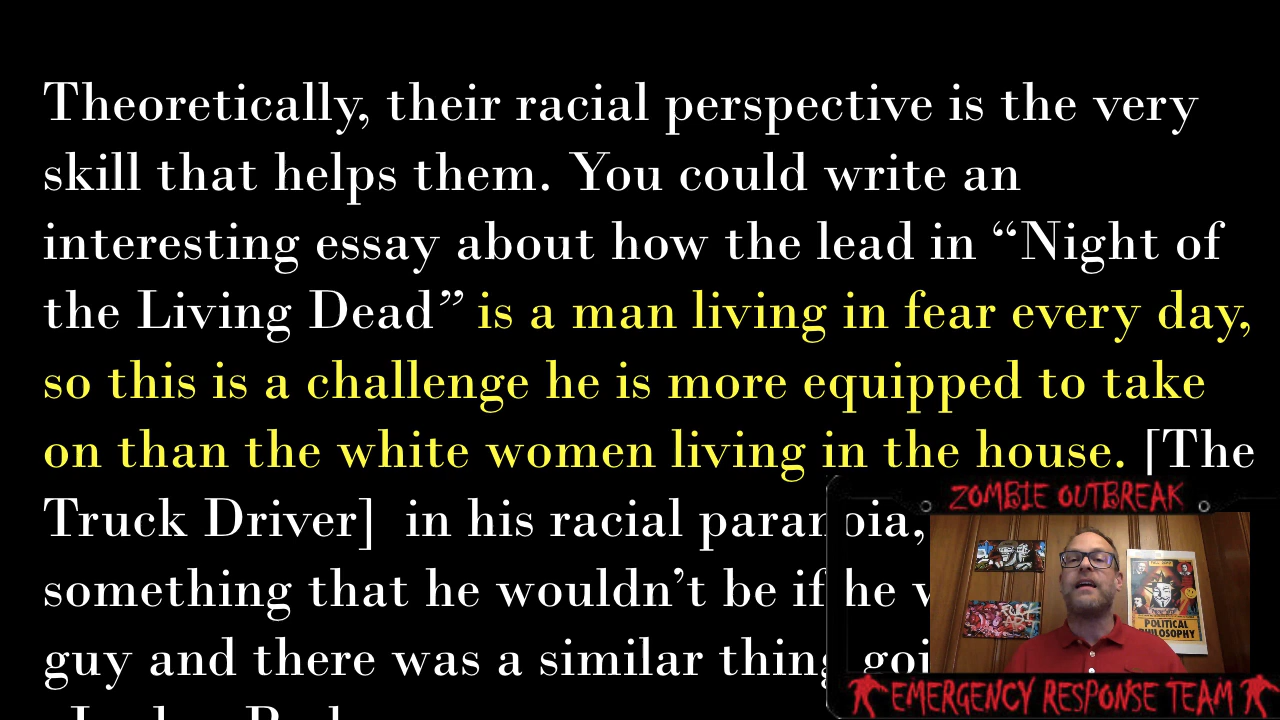 Theoretically, their racial perspective is the very
skill that helps them. You could write an
interesting essay about how the lead in “Night of
the Living Dead” is a man living in fear every day,
so this is a challenge he is more equipped to take
on than the white women living in the house. [The
Truck Driver] in his racial paranoia,
something that he wouldn’t be if he
guy and there was a similar thing
ZOMBIE OUTBREAK
POLITICAL
PHILOSOPHY
EMERGENCY RESPONSE TEAM